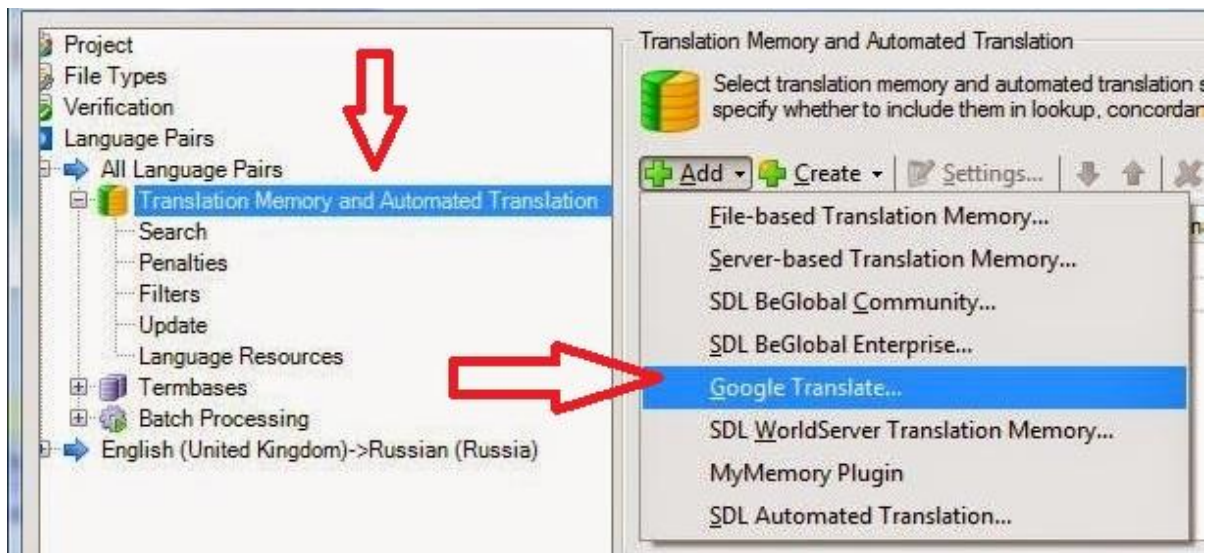 Project
File Types
Verification
Language Pairs
All Language Pairs
Translation Memory and Automated Translation
Search
Penalties
Filters
Update
Language Resources
Termbases
Batch Processing
English (United Kingdom)->Russian (Russia)
Translation Memory and Automated Translation
Select translation memory and automated translation
specify whether to include them in lookup,
Add
Create
Settings...
File-based Translation Memory...
Server-based Translation Memory...
SDL BeGlobal Community...
SDL BeGlobal Enterprise...
Google Translate...
SDL WorldServer Translation Memory...
MyMemory Plugin
SDL Automated Translation...